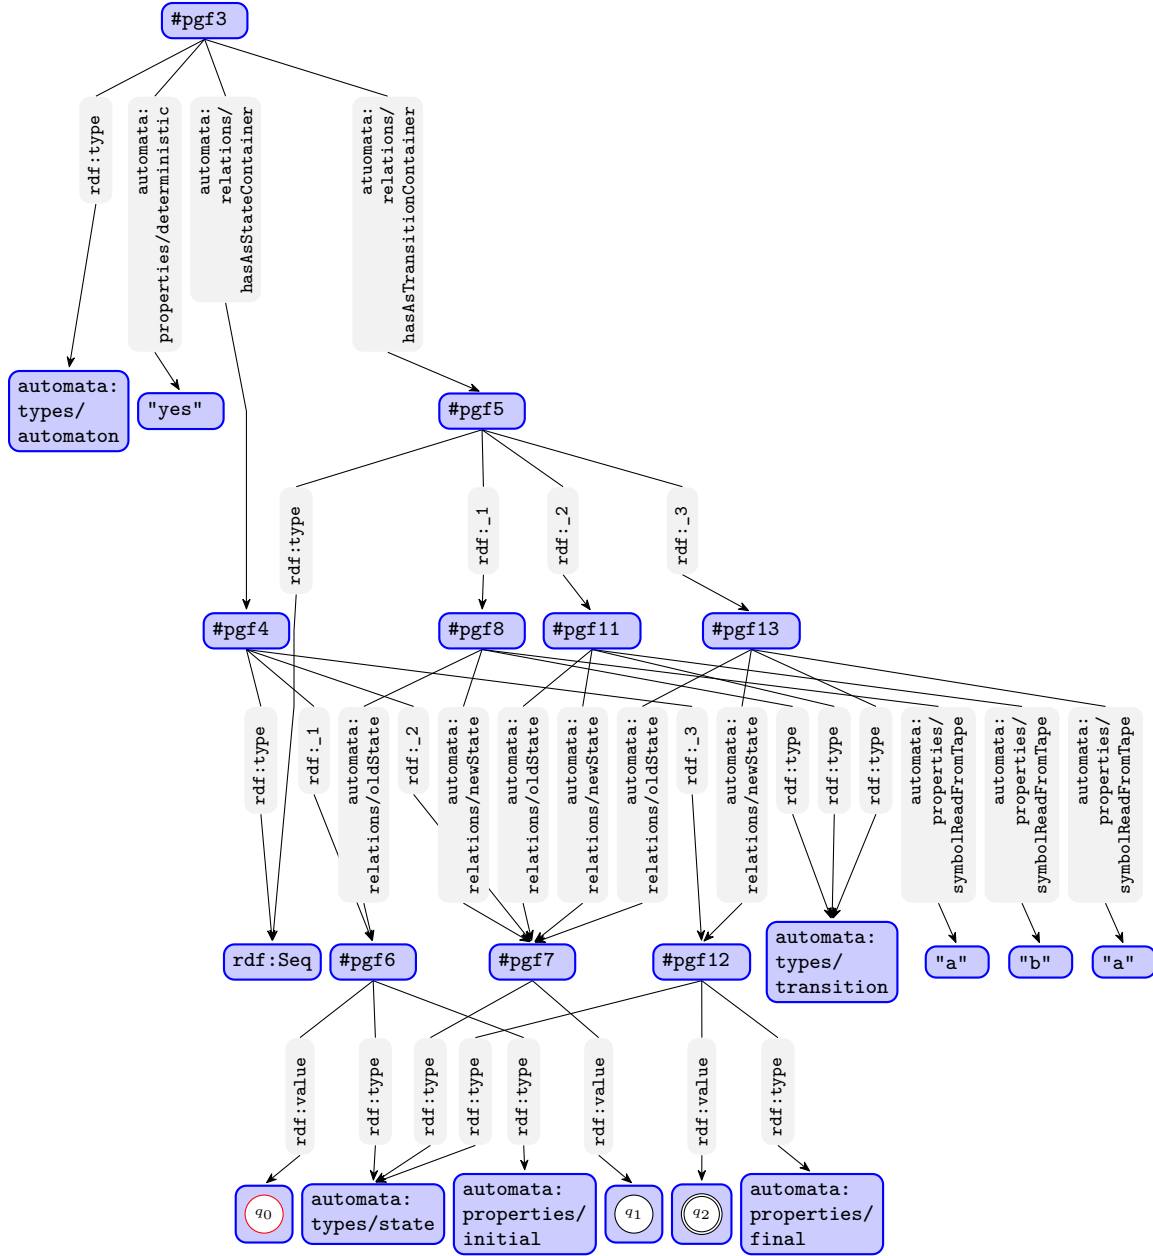 #pgf3
rdf:type
automata:
properties/deterministic
automata:
relations/
hasAsStateContainer
atuomata:
relations/
hasAsTransitionContainer
automata:
types/
automaton
"yes"
#pgf5
rdf:type
rdf:_1
rdf:_2
rdf:_3
#pgf4
#pgf8
#pgf11
#pgf13
rdf:type
rdf:_1
automata:
relations/oldState
rdf:_2
automata:
relations/newState
automata:
relations/oldState
automata:
relations/newState
automata:
relations/oldState
rdf:_3
automata:
relations/newState
rdf:type
rdf:type
rdf:type
automata:
properties/
symbolReadFromTape
automata:
properties/
symbolReadFromTape
automata:
properties/
symbolReadFromTape
rdf:Seq
#pgf6
#pgf7
#pgf12
automata:
types/
transition
"a"
"b"
"a"
rdf:value
rdf:type
rdf:type
rdf:type
rdf:type
rdf:value
rdf:value
rdf:type
q0
automata:
types/state
automata:
properties/
initial
q1
q2
automata:
properties/
final